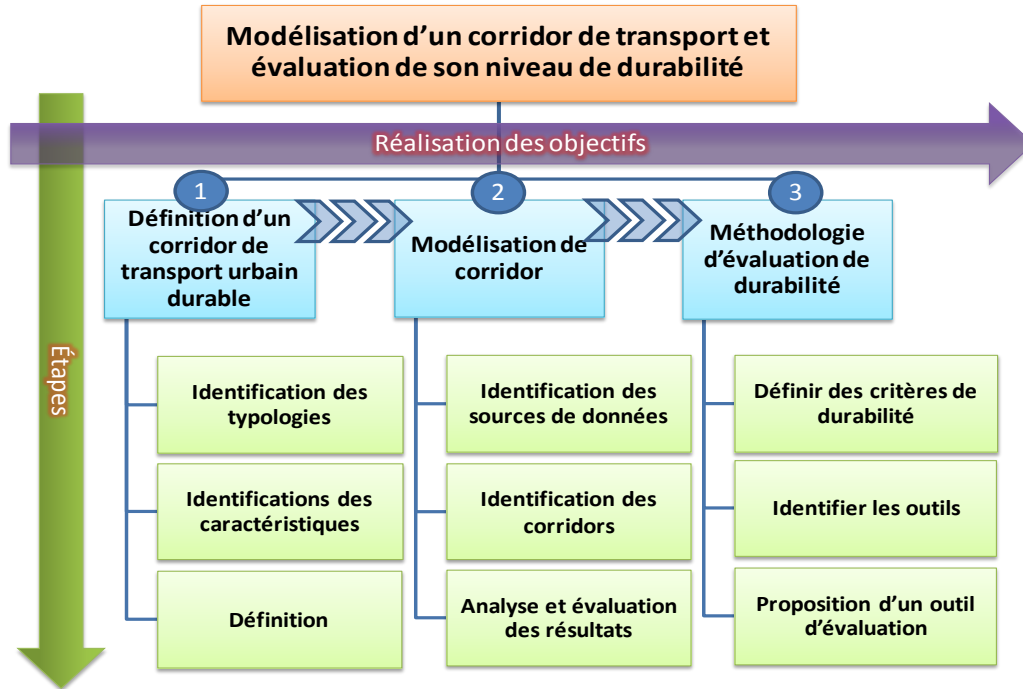 Modélisation d'un corridor de transport et
évaluation de son niveau de durabilité
Réalisation des objectifs
Étapes
1
Définition d'un
corridor de
transport urbain
durable
Identification des
typologies
Identifications des
caractéristiques
Définition
2
Modélisation de
corridor
Identification des
sources de données
Identification des
corridors
Analyse et évaluation
des résultats
3
Méthodologie
d'évaluation de
durabilité
Définir des critères de
durabilité
Identifier les outils
Proposition d'un outil
d'évaluation